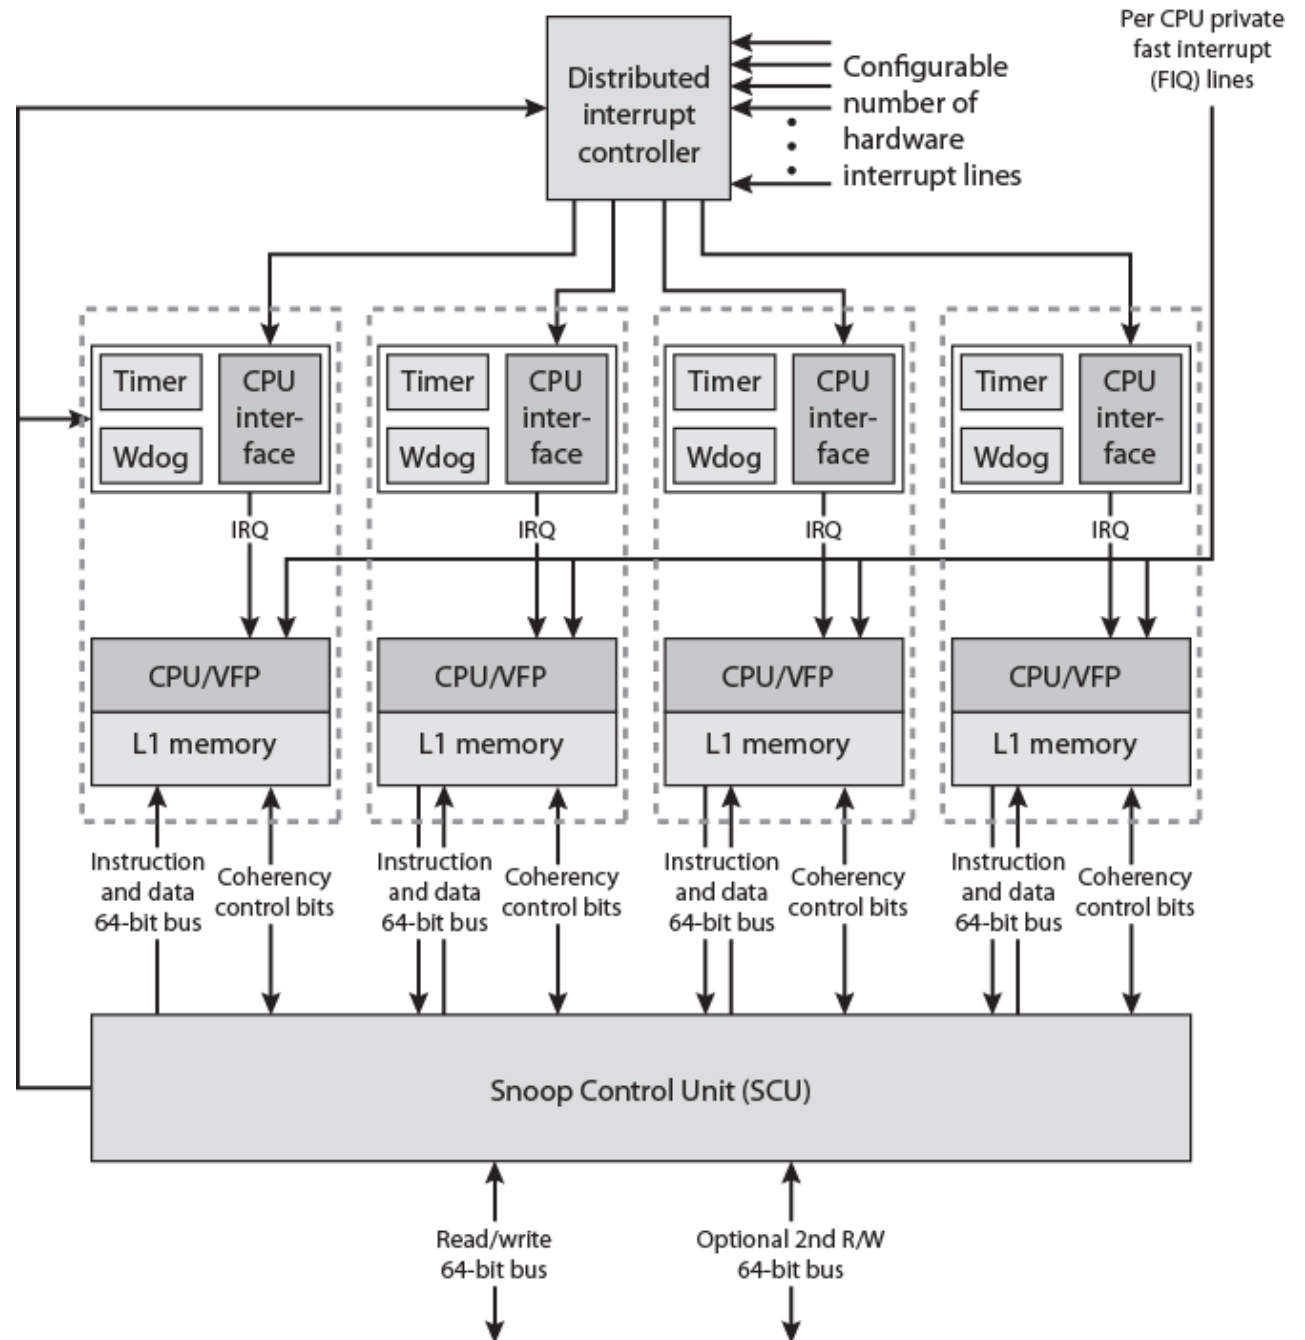 Per CPU private
fast interrupt
(FIQ) lines
Distributed
interrupt
controller
Configurable
number of
hardware
interrupt lines
Timer
Wdog
CPU
inter-
face
Timer
Wdog
CPU
inter-
face
Timer
Wdog
CPU
inter-
face
Timer
Wdog
CPU
inter-
face
IRQ
IRQ
IRQ
IRQ
CPU/VFP
L1 memory
CPU/VFP
L1 memory
CPU/VFP
L1 memory
CPU/VFP
L1 memory
Instruction
and data
64-bit bus
Coherency
control bits
Instruction
and data
64-bit bus
Coherency
control bits
Instruction
and data
64-bit bus
Coherency
control bits
Instruction
and data
64-bit bus
Coherency
control bits
Snoop Control Unit (SCU)
Read/write
64-bit bus
Optional 2nd R/W
64-bit bus